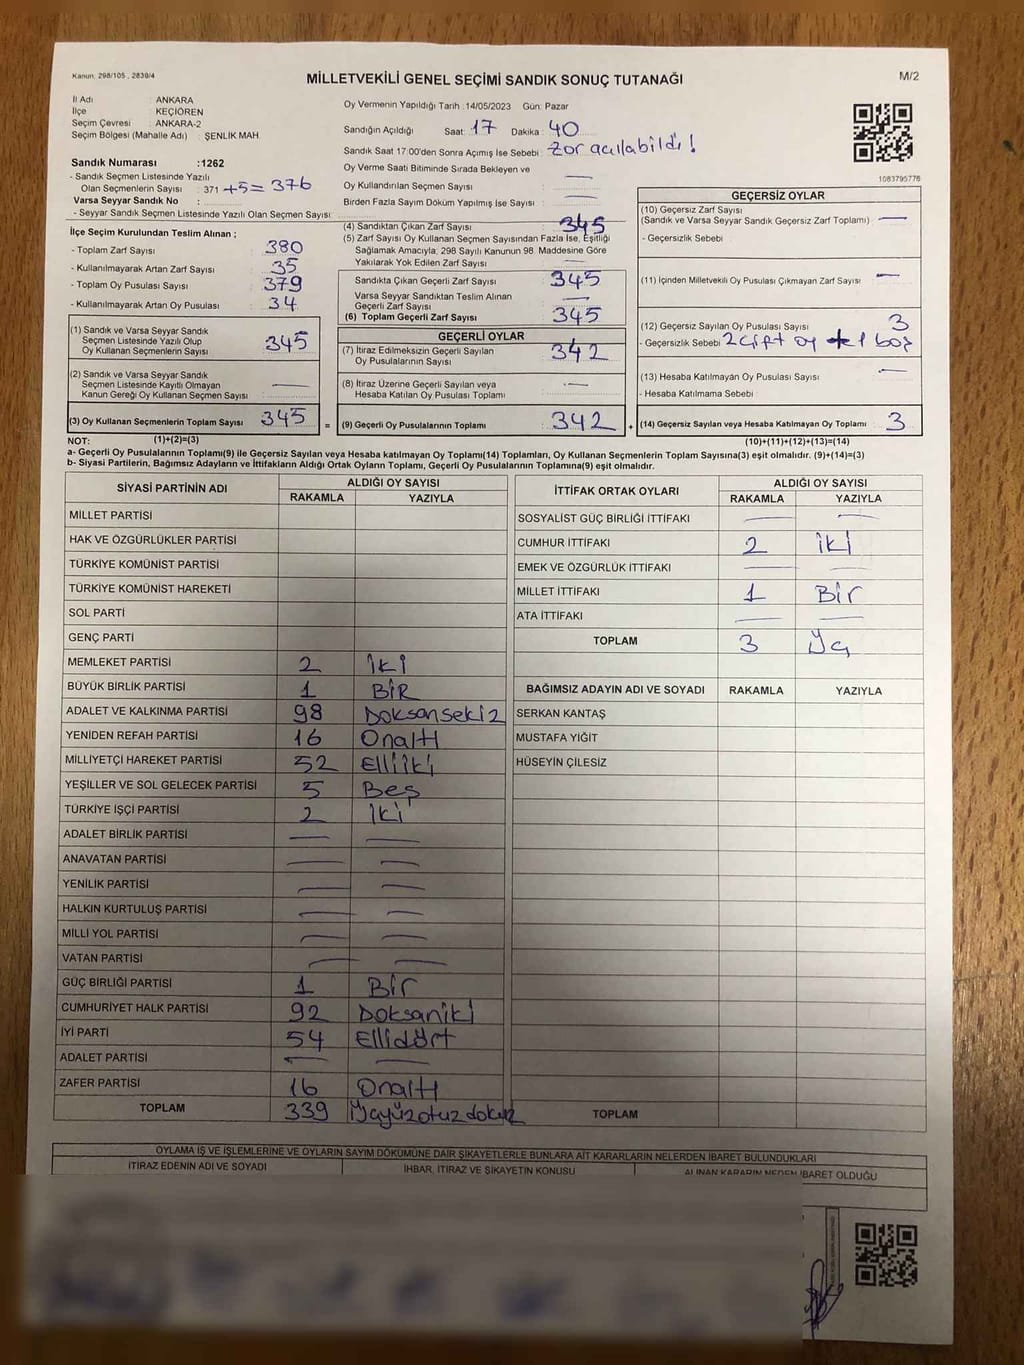 Kanun, 298/105, 2839/4
MİLLETVEKİLİ GENEL SEÇİMİ SANDIK SONUÇ TUTANAĞI
M/2
İl Adı : ANKARA
İlçe : KEÇİÖREN
Seçim Çevresi : ANKARA-2
Seçim Bölgesi (Mahalle Adı) : ŞENLİK MAH.
Sandık Numarası :1262
- Sandık Seçmen Listesinde Yazılı
Olan Seçmenlerin Sayısı : 371 +5= 376
Varsa Seyyar Sandık No :
- Seyyar Sandık Seçmen Listesinde Yazılı Olan Seçmen Sayısı:
İlçe Seçim Kurulundan Teslim Alınan ;
- Toplam Zarf Sayısı : 380
- Kullanılmayarak Artan Zarf Sayısı : 35
- Toplam Oy Pusulası Sayısı : 379
- Kullanılmayarak Artan Oy Pusulası : 34
(1) Sandık ve Varsa Seyyar Sandık
Seçmen Listesinde Yazılı Olup
Oy Kullanan Seçmenlerin Sayısı : 345
(2) Sandık ve Varsa Seyyar Sandık
Seçmen Listesinde Kayıtlı Olmayan
Kanun Gereği Oy Kullanan Seçmen Sayısı : —
(3) Oy Kullanan Seçmenlerin Toplam Sayısı : 345
(1)+(2)=(3)
Oy Vermenin Yapıldığı Tarih :14/05/2023 Gün: Pazar
Sandığın Açıldığı Saat: 17 Dakika : 40
Sandık Saat 17:00'den Sonra Açımış İse Sebebi : Zor açılabildi!
Oy Verme Saati Bitiminde Sırada Bekleyen ve
Oy Kullandırılan Seçmen Sayısı : —
Birden Fazla Sayım Döküm Yapılmış İse Sayısı : —
(4) Sandıktan Çıkan Zarf Sayısı : 345
(5) Zarf Sayısı Oy Kullanan Seçmen Sayısından Fazla İse, Eşitliği
Sağlamak Amacıyla, 298 Sayılı Kanunun 98. Maddesine Göre
Yakılarak Yok Edilen Zarf Sayısı : —
Sandıkta Çıkan Geçerli Zarf Sayısı : 345
Varsa Seyyar Sandıktan Teslim Alınan
Geçerli Zarf Sayısı : —
(6) Toplam Geçerli Zarf Sayısı : 345
GEÇERLİ OYLAR
(7) İtiraz Edilmeksizin Geçerli Sayılan
Oy Pusulalarının Sayısı : 342
(8) İtiraz Üzerine Geçerli Sayılan veya
Hesaba Katılan Oy Pusulası Toplamı : —
= (9) Geçerli Oy Pusulalarının Toplamı : 342 +
1083795776
GEÇERSİZ OYLAR
(10) Geçersiz Zarf Sayısı
(Sandık ve Varsa Seyyar Sandık Geçersiz Zarf Toplamı) : —
- Geçersizlik Sebebi :
(11) İçinden Milletvekili Oy Pusulası Çıkmayan Zarf Sayısı : —
(12) Geçersiz Sayılan Oy Pusulası Sayısı : 3
- Geçersizlik Sebebi : 2 çift oy +1 boş
(13) Hesaba Katılmayan Oy Pusulası Sayısı : —
- Hesaba Katılmama Sebebi :
(14) Geçersiz Sayılan veya Hesaba Katılmayan Oy Toplamı : 3
(10)+(11)+(12)+(13)=(14)
NOT:
a- Geçerli Oy Pusulalarının Toplamı(9) ile Geçersiz Sayılan veya Hesaba Katılmayan Oy Toplamı(14) Toplamları, Oy Kullanan Seçmenlerin Toplam Sayısına(3) eşit olmalıdır. (9)+(14)=(3)
b- Siyasi Partilerin, Bağımsız Adayların ve İttifakların Aldığı Ortak Oyların Toplamı, Geçerli Oy Pusulalarının Toplamına(9) eşit olmalıdır.
SİYASİ PARTİNİN ADI ALDIĞI OY SAYISI
RAKAMLA YAZIYLA
MİLLET PARTİSİ
HAK VE ÖZGÜRLÜKLER PARTİSİ
TÜRKİYE KOMÜNİST PARTİSİ
TÜRKİYE KOMÜNİST HAREKETİ
SOL PARTİ
GENÇ PARTİ
MEMLEKET PARTİSİ 2 iki
BÜYÜK BİRLİK PARTİSİ 1 BİR
ADALET VE KALKINMA PARTİSİ 98 Doksansekiz
YENİDEN REFAH PARTİSİ 16 Onaltı
MİLLİYETÇİ HAREKET PARTİSİ 52 Elliiki
YEŞİLLER VE SOL GELECEK PARTİSİ 5 Beş
TÜRKİYE İŞÇİ PARTİSİ 2 iki
ADALET BİRLİK PARTİSİ — —
ANAVATAN PARTİSİ — —
YENİLİK PARTİSİ — —
HALKIN KURTULUŞ PARTİSİ — —
MİLLİ YOL PARTİSİ — —
VATAN PARTİSİ — —
GÜÇ BİRLİĞİ PARTİSİ 1 Bir
CUMHURİYET HALK PARTİSİ 92 Doksaniki
İYİ PARTİ 54 Ellidört
ADALET PARTİSİ — —
ZAFER PARTİSİ 16 Onaltı
TOPLAM 339 Üçyüzotuzdokuz
İTTİFAK ORTAK OYLARI ALDIĞI OY SAYISI
RAKAMLA YAZIYLA
SOSYALİST GÜÇ BİRLİĞİ İTTİFAKI — —
CUMHUR İTTİFAKI 2 iki
EMEK VE ÖZGÜRLÜK İTTİFAKI — —
MİLLET İTTİFAKI 1 Bir
ATA İTTİFAKI — —
TOPLAM 3 Üç
BAĞIMSIZ ADAYIN ADI VE SOYADI RAKAMLA YAZIYLA
SERKAN KANTAŞ
MUSTAFA YİĞİT
HÜSEYİN ÇİLESİZ
TOPLAM
OYLAMA İŞ VE İŞLEMLERİNE VE OYLARIN SAYIM DÖKÜMÜNE DAİR ŞİKAYETLERLE BUNLARA AİT KARARLARIN NELERDEN İBARET BULUNDUKLARI
İTİRAZ EDENİN ADI VE SOYADI İHBAR, İTİRAZ VE ŞİKAYETİN KONUSU ALINAN KARARIN NEDEN İBARET OLDUĞU